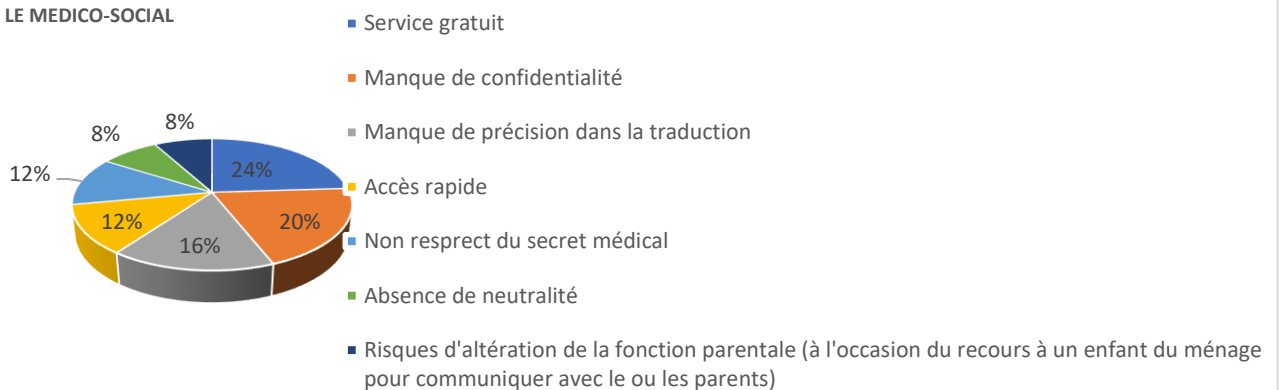 LE MEDICO-SOCIAL
Service gratuit
Manque de confidentialité
Manque de précision dans la traduction
Accès rapide
Non resprect du secret médical
Absence de neutralité
Risques d'altération de la fonction parentale (à l'occasion du recours à un enfant du ménage
pour communiquer avec le ou les parents)
8%
8%
12%
24%
12%
20%
16%